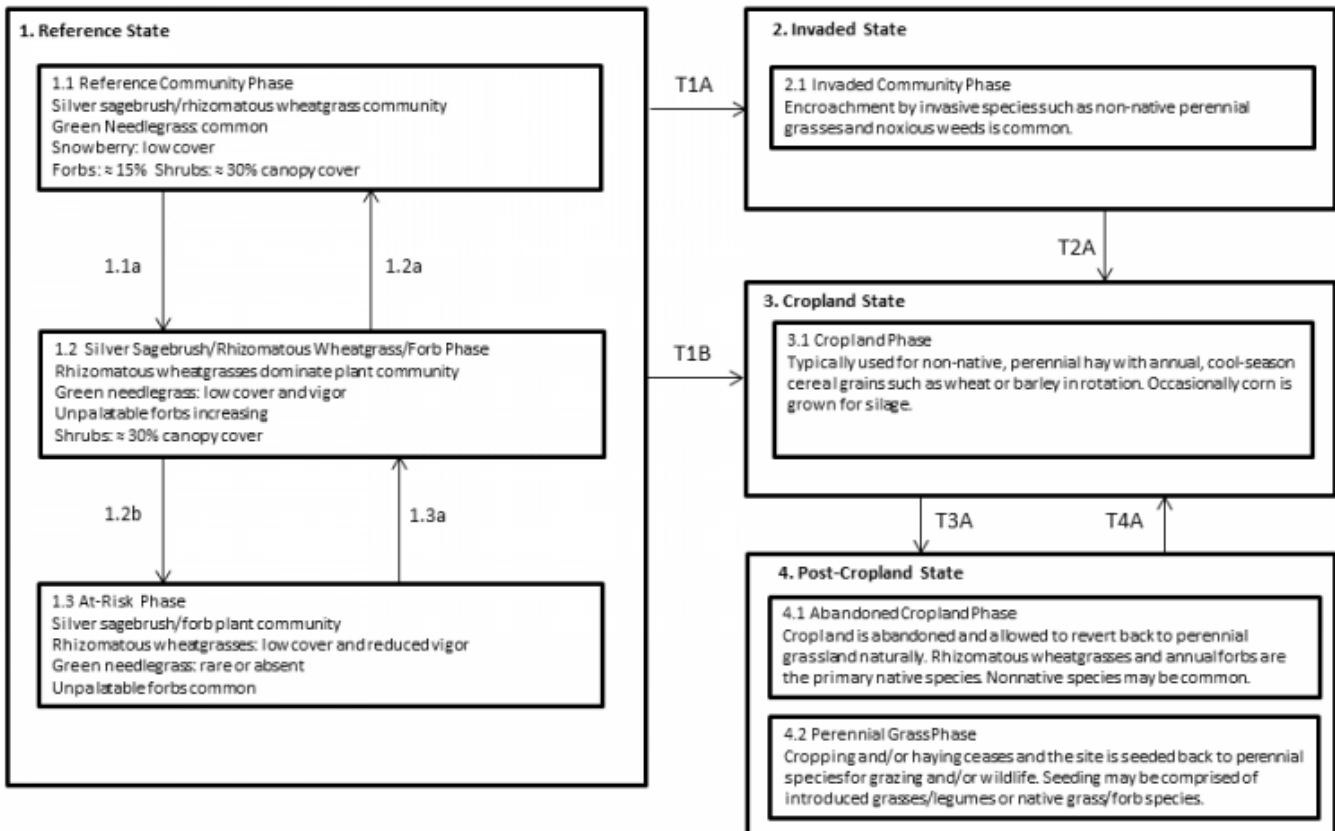 1. Reference State
1.1 Reference Community Phase
Silver sagebrush/rhizomatous wheatgrass community
Green Needlegrass: common
Snowberry: low cover
Forbs: ≈ 15% Shrubs: ≈ 30% canopy cover
1.1a
1.2a
1.2 Silver Sagebrush/Rhizomatous Wheatgrass/Forb Phase
Rhizomatous wheatgrasses dominate plant community
Green needlegrass: low cover and vigor
Unpalatable forbs increasing
Shrubs: ≈ 30% canopy cover
1.2b
1.3a
1.3 At-Risk Phase
Silver sagebrush/forb plant community
Rhizomatous wheatgrasses: low cover and reduced vigor
Green needlegrass: rare or absent
Unpalatable forbs common
T1A
T1B
2. Invaded State
2.1 Invaded Community Phase
Encroachment by invasive species such as non-native perennial
grasses and noxious weeds is common.
T2A
3. Cropland State
3.1 Cropland Phase
Typically used for non-native, perennial hay with annual, cool-season
cereal grains such as wheat or barley in rotation. Occasionally corn is
grown for silage.
T3A
T4A
4. Post-Cropland State
4.1 Abandoned Cropland Phase
Cropland is abandoned and allowed to revert back to perennial
grassland naturally. Rhizomatous wheatgrasses and annual forbs are
the primary native species. Nonnative species may be common.
4.2 Perennial Grass Phase
Cropping and/or haying ceases and the site is seeded back to perennial
species for grazing and/or wildlife. Seeding may be comprised of
introduced grasses/legumes or native grass/forb species.